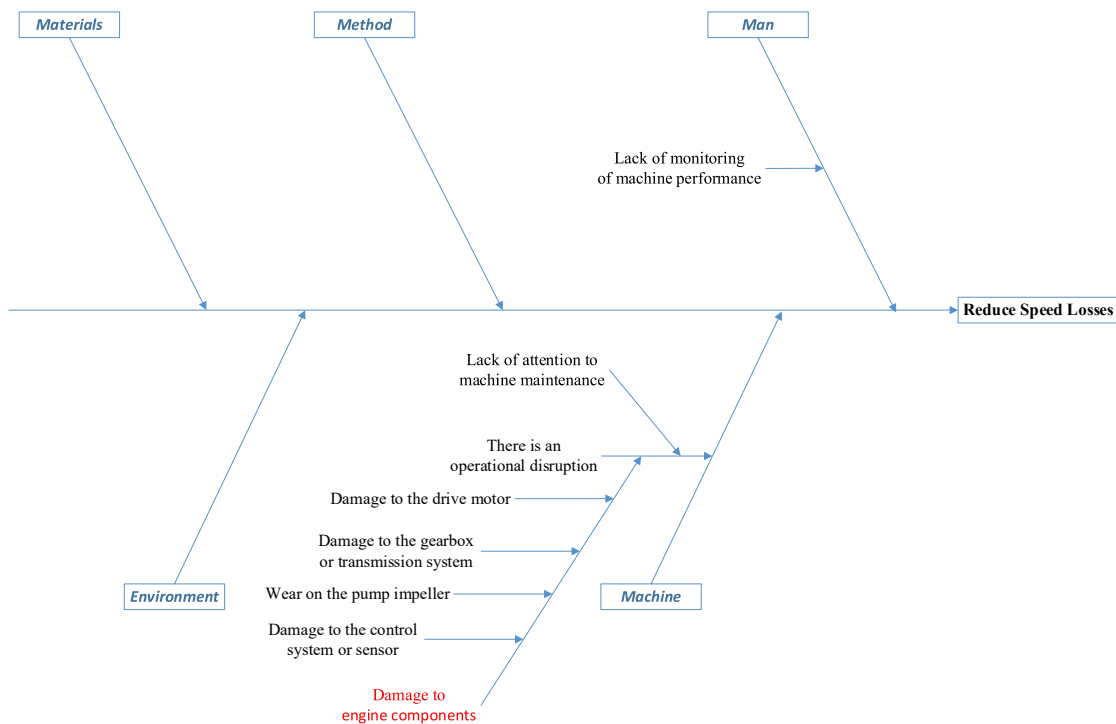 Materials
Method
Man
Lack of monitoring
of machine performance
Reduce Speed Losses
Lack of attention to
machine maintenance
There is an
operational disruption
Damage to the drive motor
Damage to the gearbox
or transmission system
Environment
Wear on the pump impeller
Machine
Damage to the control
system or sensor
Damage to
engine components